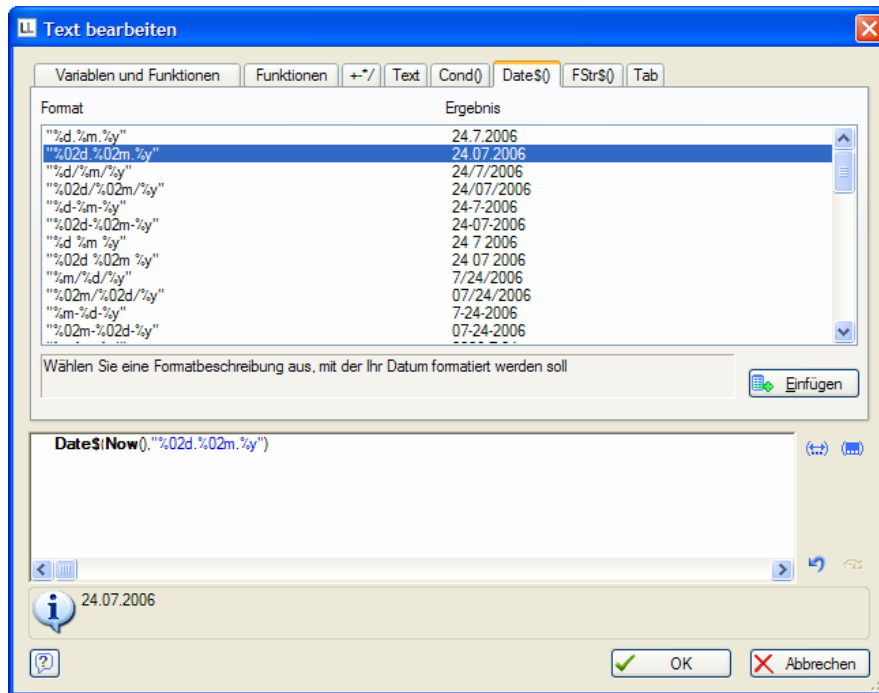 LL Text bearbeiten
Variablen und Funktionen Funktionen +-*/ Text Cond() Date$() FStr$() Tab
Format Ergebnis
"%d.%m.%y" 24.7.2006
"%02d.%02m.%y" 24.07.2006
"%d/%m/%y" 24/7/2006
"%02d/%02m/%y" 24/07/2006
"%d-%m-%y" 24-7-2006
"%02d-%02m-%y" 24-07-2006
"%d %m %y" 24 7 2006
"%02d %02m %y" 24 07 2006
"%m/%d/%y" 7/24/2006
"%02m/%02d/%y" 07/24/2006
"%m-%d-%y" 7-24-2006
"%02m-%02d-%y" 07-24-2006
Wählen Sie eine Formatbeschreibung aus, mit der Ihr Datum formatiert werden soll
Einfügen
Date$(Now(),"%02d.%02m.%y")
24.07.2006
OK Abbrechen